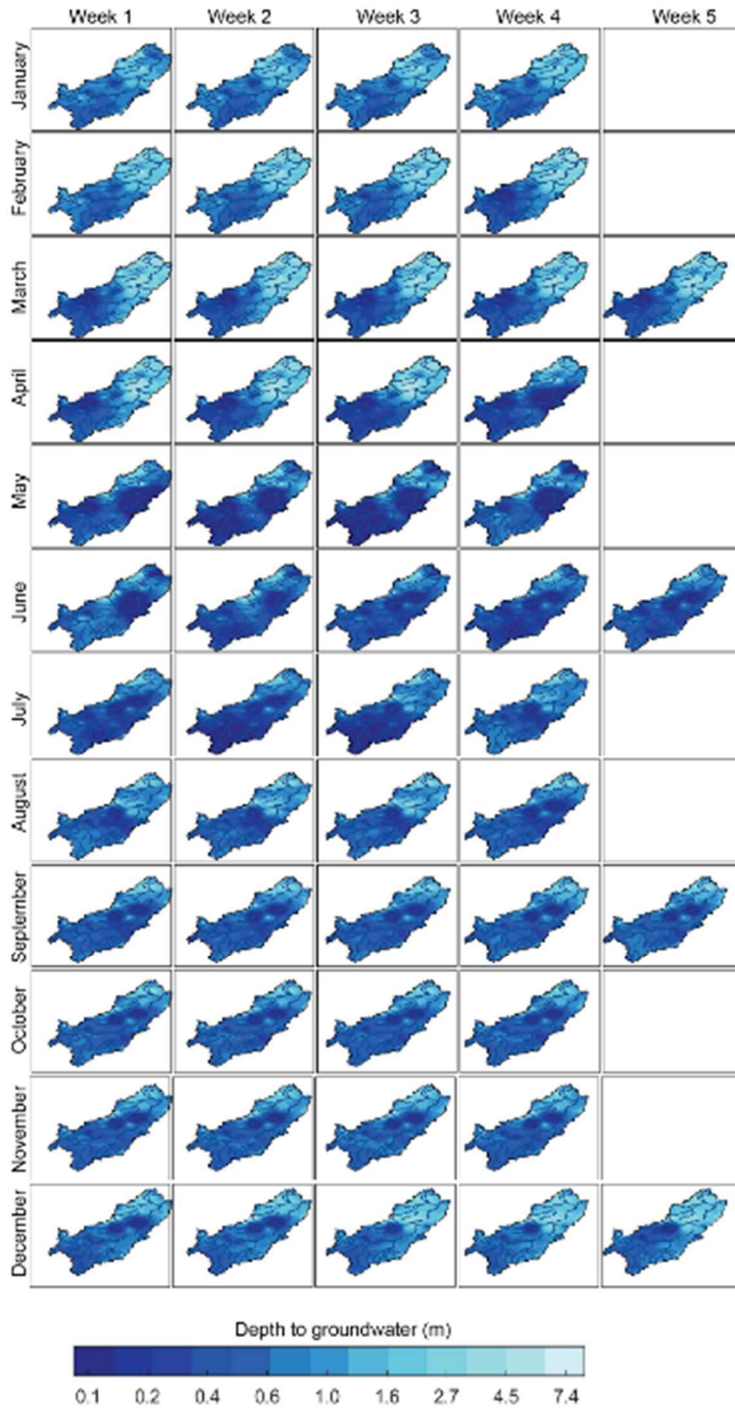 Week 1 Week 2 Week 3 Week 4 Week 5
January
February
March
April
May
June
July
August
September
October
November
December
Depth to groundwater (m)
0.1 0.2 0.4 0.6 1.0 1.6 2.7 4.5 7.4